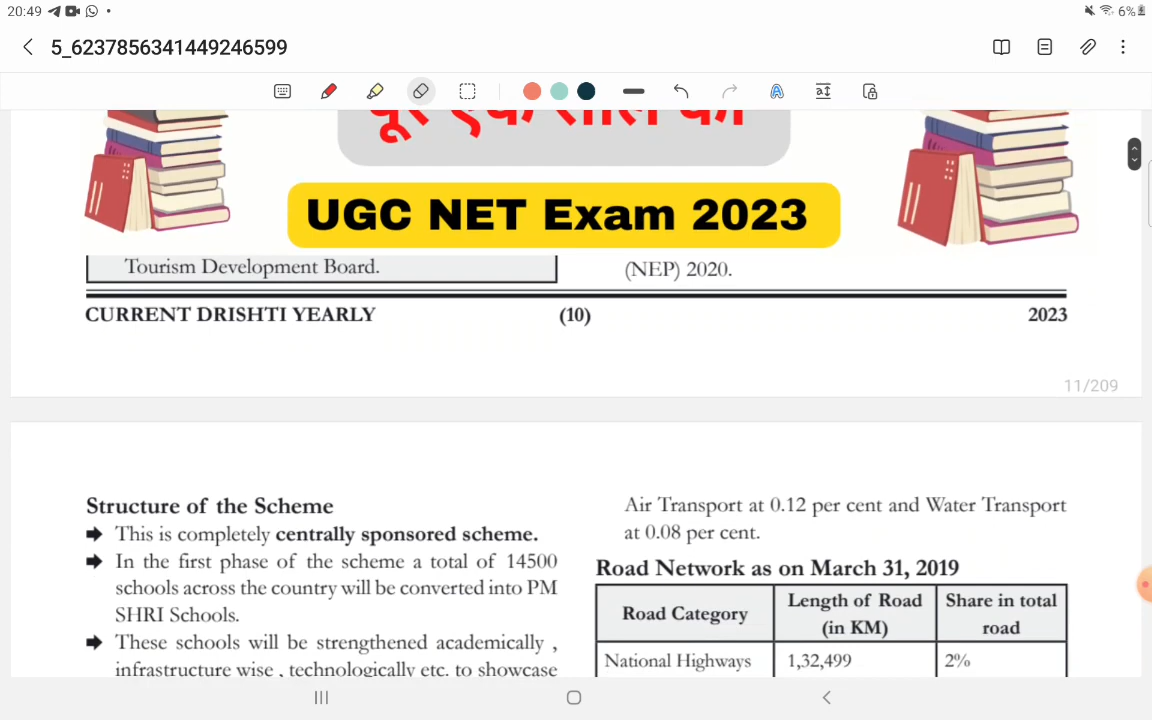 20:49
6%
5_6237856341449246599
UGC NET Exam 2023
Tourism Development Board.
(NEP) 2020.
CURRENT DRISHTI YEARLY (10) 2023
11/209
Structure of the Scheme
This is completely centrally sponsored scheme.
In the first phase of the scheme a total of 14500
schools across the country will be converted into PM
SHRI Schools.
These schools will be strengthened academically ,
infrastructure wise , technologically etc. to showcase
Air Transport at 0.12 per cent and Water Transport
at 0.08 per cent.
Road Network as on March 31, 2019
Road Category Length of Road Share in total
(in KM) road
National Highways 1,32,499 2%